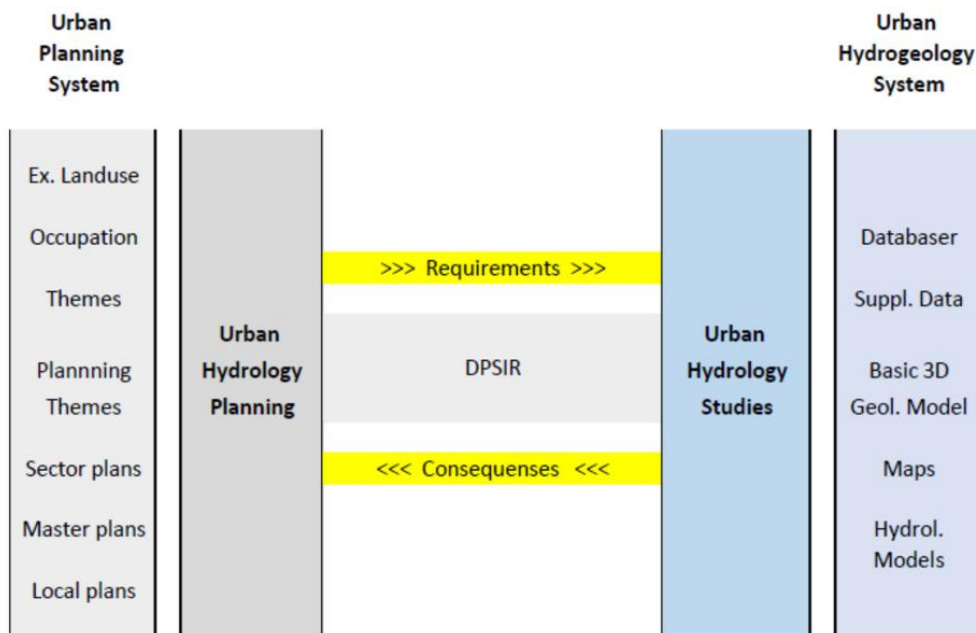 Urban
Planning
System
Urban
Hydrogeology
System
Ex. Landuse
Occupation
Themes
Plannning
Themes
Sector plans
Master plans
Local plans
Urban
Hydrology
Planning
>>> Requirements >>>
DPSIR
<<< Consequenses <<<
Urban
Hydrology
Studies
Databaser
Suppl. Data
Basic 3D
Geol. Model
Maps
Hydrol.
Models